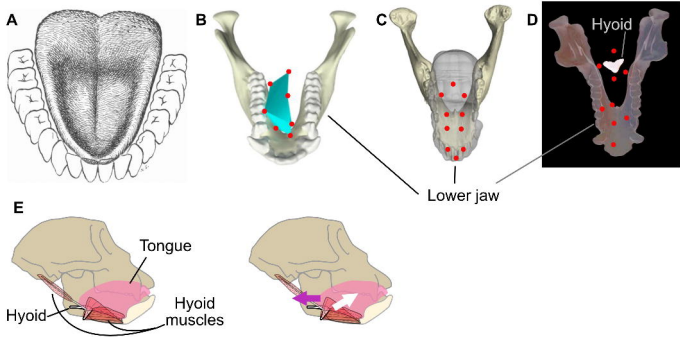 A
B
C
D
Hyoid
Lower jaw
E
Tongue
Hyoid
Hyoid
muscles